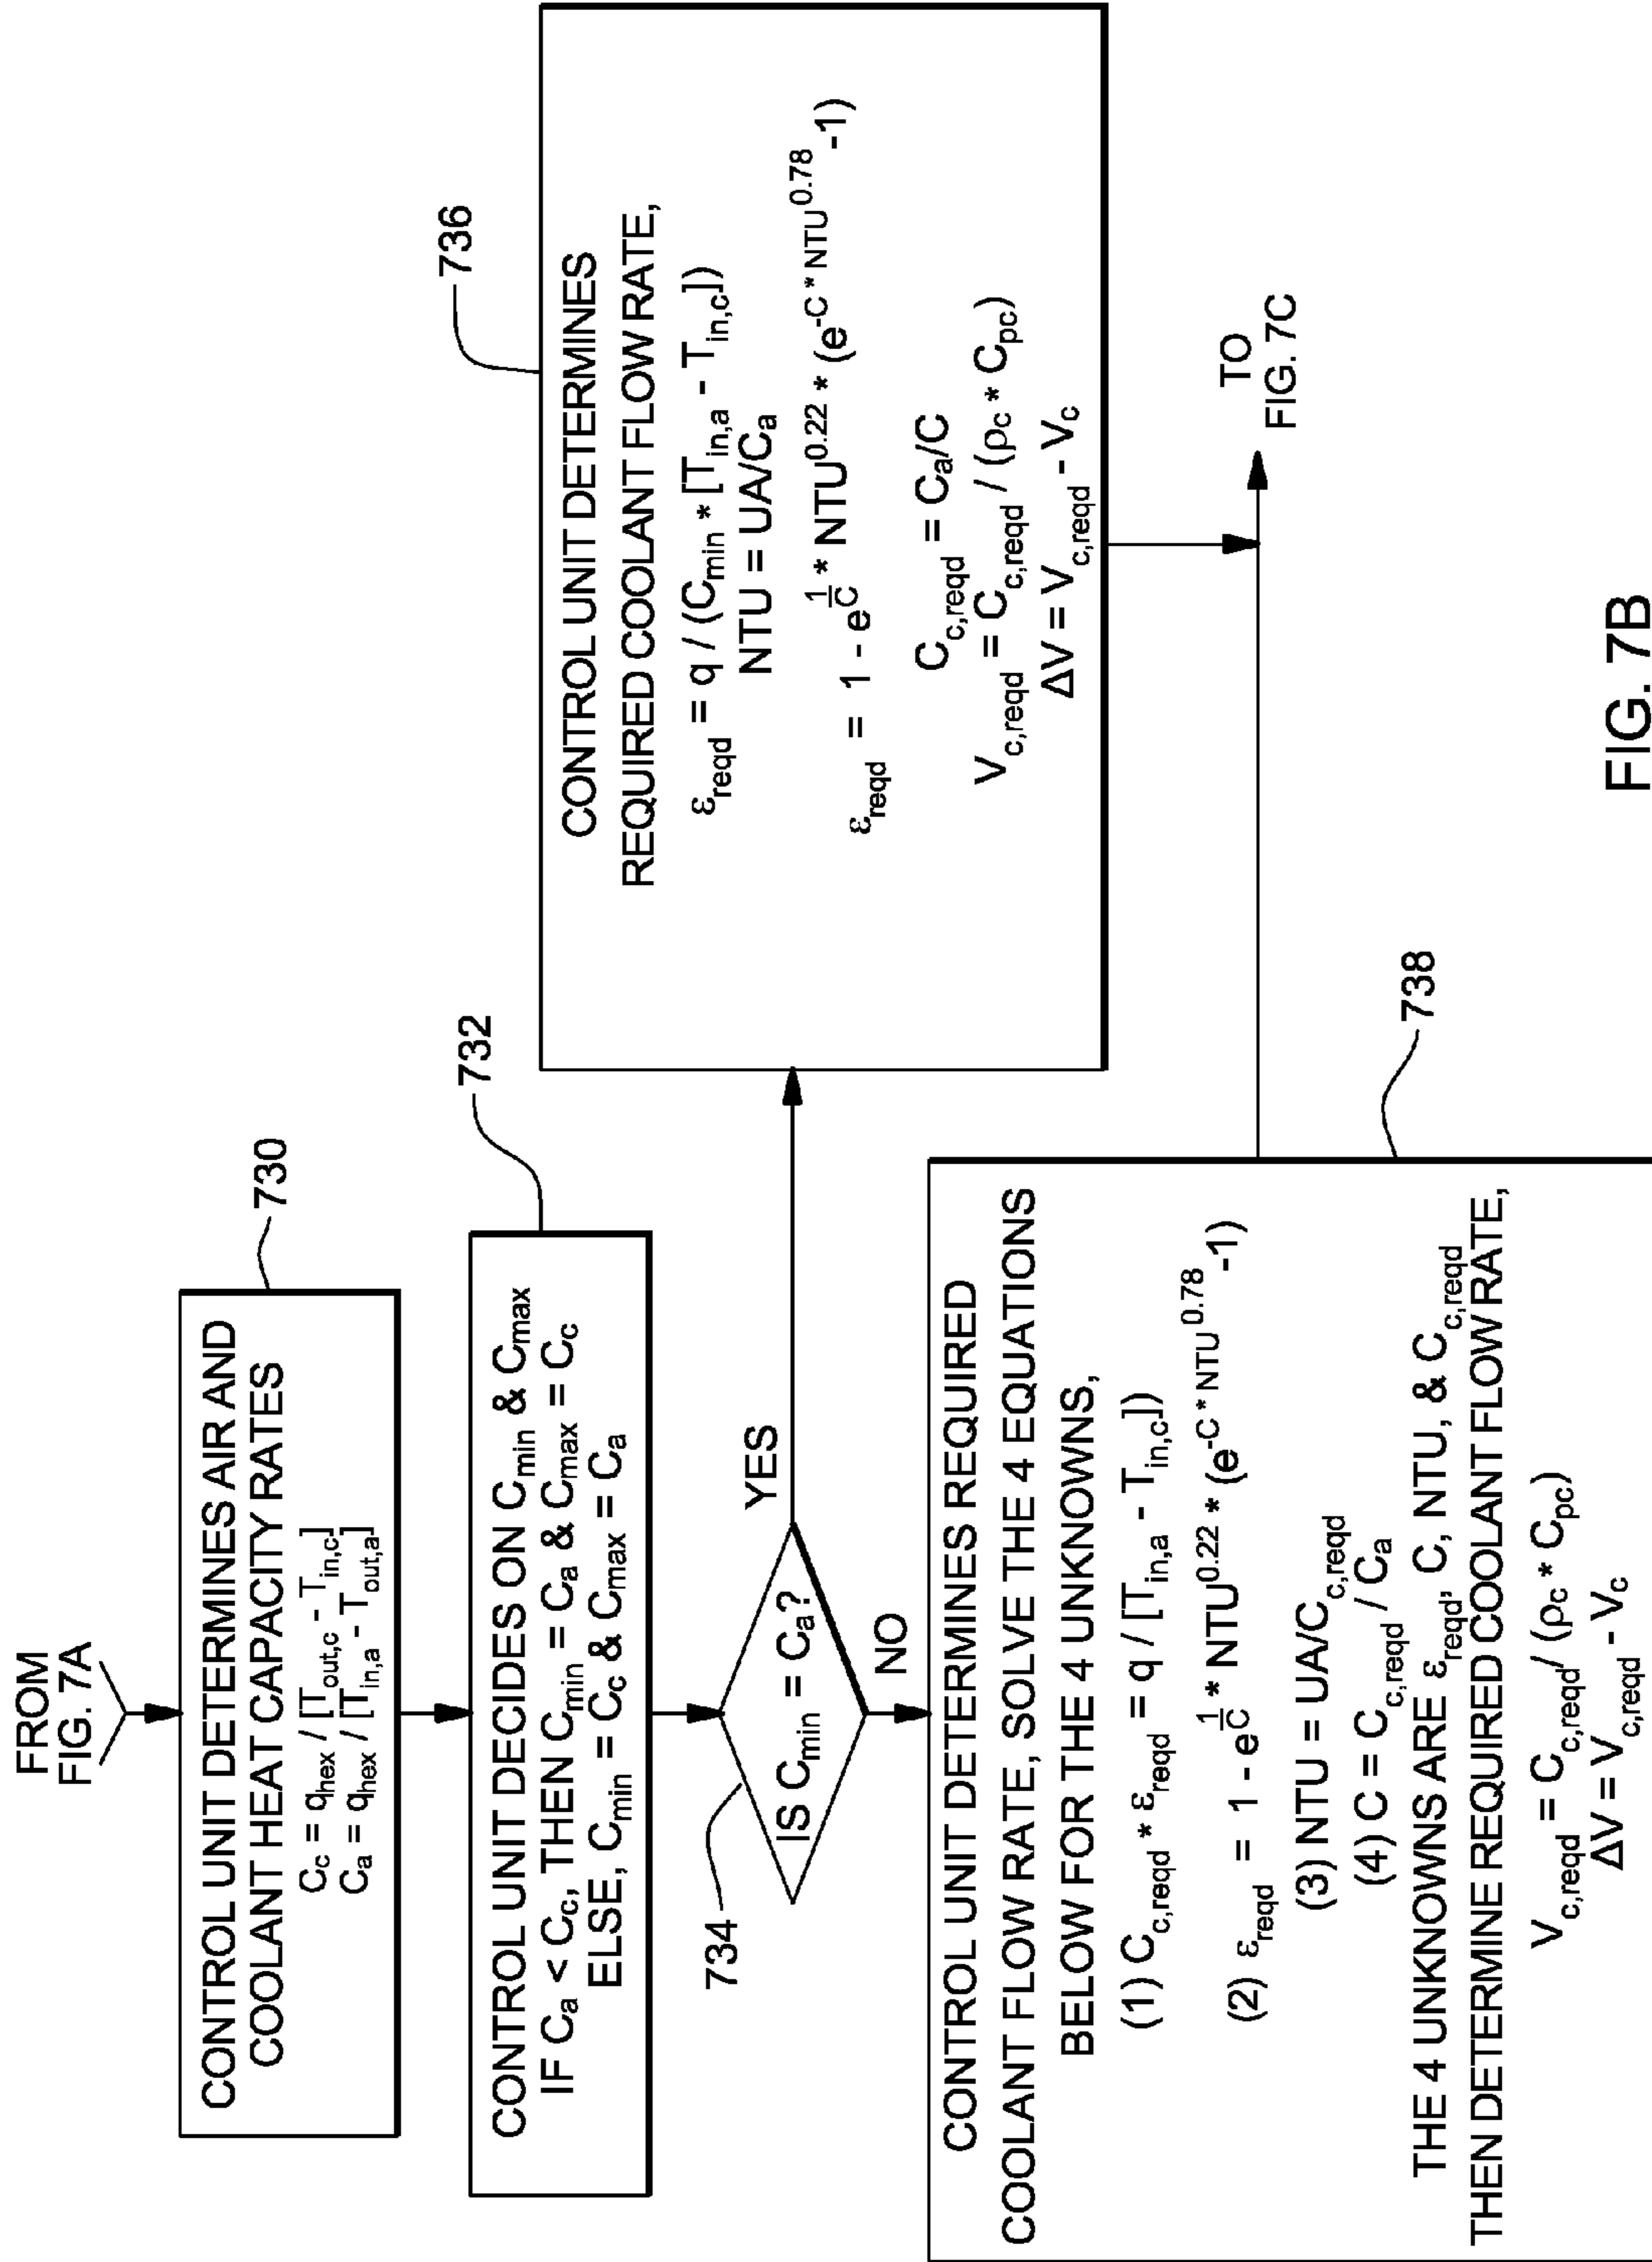 FROM
FIG. 7A
730
CONTROL UNIT DETERMINES AIR AND
COOLANT HEAT CAPACITY RATES
C_c = q_hex / [T_out,c - T_in,c]
C_a = q_hex / [T_in,a - T_out,a]
732
CONTROL UNIT DECIDES ON C_min & C_max
IF C_a < C_c, THEN C_min = C_a & C_max = C_c
ELSE, C_min = C_c & C_max = C_a
734
IS C_min = C_a?
YES
NO
736
CONTROL UNIT DETERMINES
REQUIRED COOLANT FLOW RATE,
ε_reqd = q / (C_min * [T_in,a - T_in,c])
NTU = UA/C_a
ε_reqd = 1 - e^(1/C) * NTU^0.22 * (e^(-C * NTU^0.78) -1)
C_c,reqd = C_a/C
V_c,reqd = C_c,reqd / (ρ_c * C_pc)
ΔV = V_c,reqd - V_c
738
CONTROL UNIT DETERMINES REQUIRED
COOLANT FLOW RATE, SOLVE THE 4 EQUATIONS
BELOW FOR THE 4 UNKNOWNS,
(1) C_c,reqd * ε_reqd = q / [T_in,a - T_in,c])
(2) ε_reqd = 1 - e^(1/C) * NTU^0.22 * (e^(-C * NTU^0.78) -1)
(3) NTU = UA/C_c,reqd
(4) C = C_c,reqd / C_a
THE 4 UNKNOWNS ARE ε_reqd, C, NTU, & C_c,reqd
THEN DETERMINE REQUIRED COOLANT FLOW RATE,
V_c,reqd = C_c,reqd / (ρ_c * C_pc)
ΔV = V_c,reqd - V_c
TO
FIG. 7C
FIG. 7B